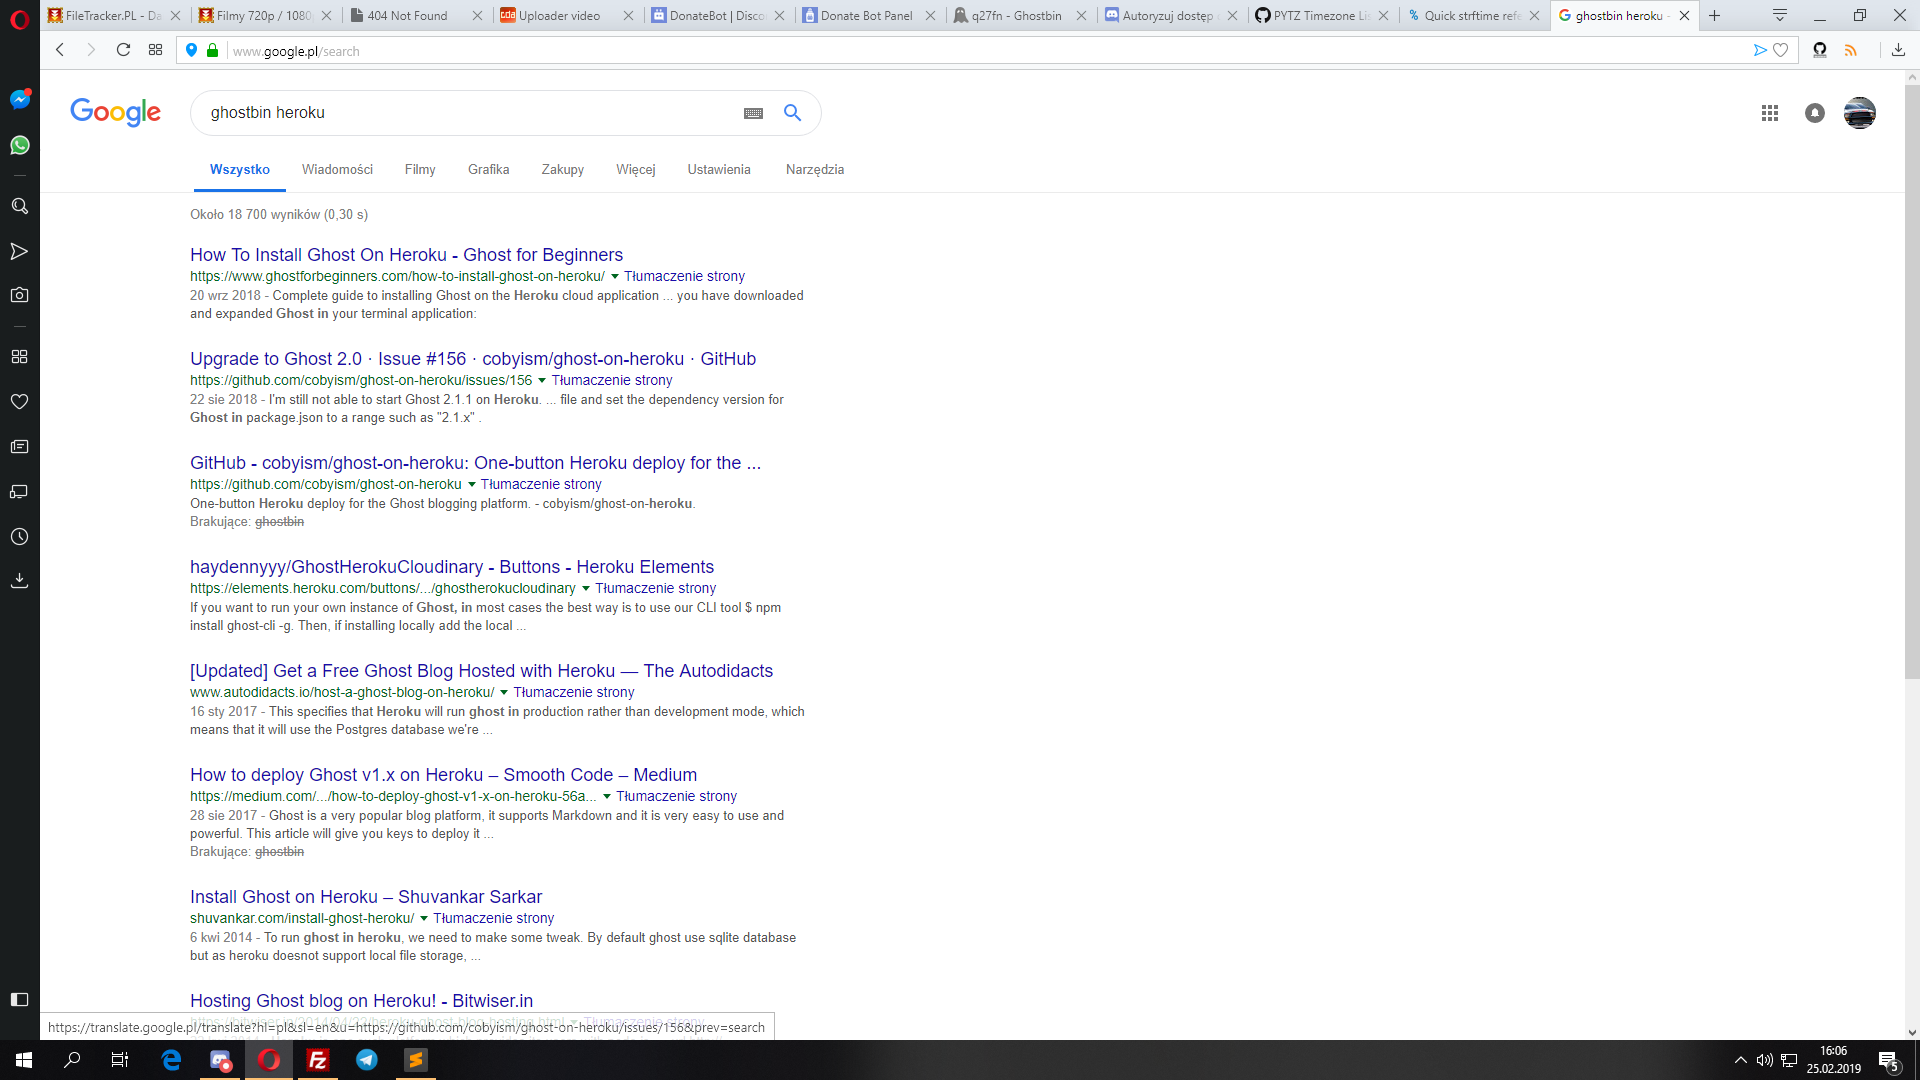 FileTracker.PL - Da
Filmy 720p / 1080p
404 Not Found
cda Uploader video
DonateBot | Disco
Donate Bot Panel
q27fn - Ghostbin
Autoryzuj dostęp
PYTZ Timezone Lis
% Quick strftime refe
G ghostbin heroku -
www.google.pl/search
Google
ghostbin heroku
Wszystko
Wiadomości
Filmy
Grafika
Zakupy
Więcej
Ustawienia
Narzędzia
Około 18 700 wyników (0,30 s)
How To Install Ghost On Heroku - Ghost for Beginners
https://www.ghostforbeginners.com/how-to-install-ghost-on-heroku/ Tłumaczenie strony
20 wrz 2018 - Complete guide to installing Ghost on the Heroku cloud application ... you have downloaded
and expanded Ghost in your terminal application:
Upgrade to Ghost 2.0 · Issue #156 · cobyism/ghost-on-heroku · GitHub
https://github.com/cobyism/ghost-on-heroku/issues/156 Tłumaczenie strony
22 sie 2018 - I'm still not able to start Ghost 2.1.1 on Heroku. ... file and set the dependency version for
Ghost in package.json to a range such as "2.1.x" .
GitHub - cobyism/ghost-on-heroku: One-button Heroku deploy for the ...
https://github.com/cobyism/ghost-on-heroku Tłumaczenie strony
One-button Heroku deploy for the Ghost blogging platform. - cobyism/ghost-on-heroku.
Brakujące: ghostbin
haydennyyy/GhostHerokuCloudinary - Buttons - Heroku Elements
https://elements.heroku.com/buttons/.../ghostherokucloudinary Tłumaczenie strony
If you want to run your own instance of Ghost, in most cases the best way is to use our CLI tool $ npm
install ghost-cli -g. Then, if installing locally add the local ...
[Updated] Get a Free Ghost Blog Hosted with Heroku — The Autodidacts
www.autodidacts.io/host-a-ghost-blog-on-heroku/ Tłumaczenie strony
16 sty 2017 - This specifies that Heroku will run ghost in production rather than development mode, which
means that it will use the Postgres database we're ...
How to deploy Ghost v1.x on Heroku – Smooth Code – Medium
https://medium.com/.../how-to-deploy-ghost-v1-x-on-heroku-56a... Tłumaczenie strony
28 sie 2017 - Ghost is a very popular blog platform, it supports Markdown and it is very easy to use and
powerful. This article will give you keys to deploy it ...
Brakujące: ghostbin
Install Ghost on Heroku – Shuvankar Sarkar
shuvankar.com/install-ghost-heroku/ Tłumaczenie strony
6 kwi 2014 - To run ghost in heroku, we need to make some tweak. By default ghost use sqlite database
but as heroku doesnot support local file storage, ...
Hosting Ghost blog on Heroku! - Bitwiser.in
https://bitwiser.in/2014/04/22/heroku-ghost-blog-hosting.html Tłumaczenie strony
https://translate.google.pl/translate?hl=pl&sl=en&u=https://github.com/cobyism/ghost-on-heroku/issues/156&prev=search
16:06
25.02.2019
5